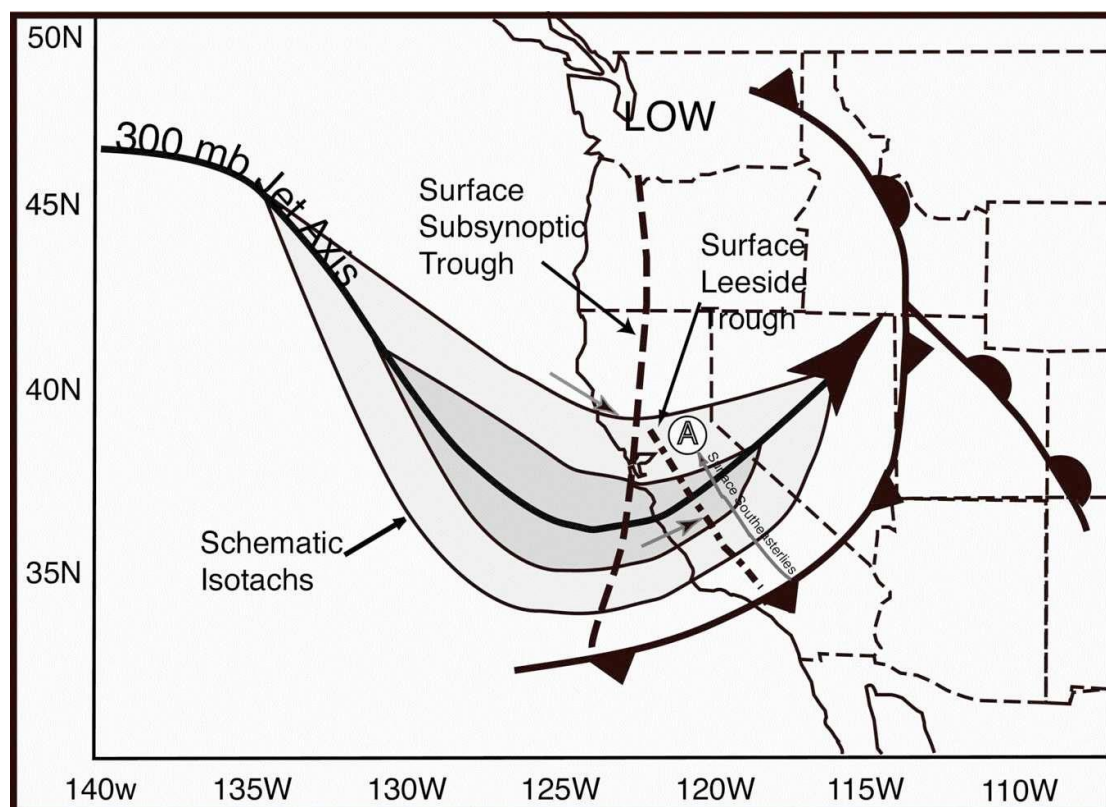 50N
LOW
300 mb Jet Axis
Surface
Subsynoptic
Trough
45N
Surface
Leeside
Trough
40N
A
Surface Southeasterlies
Schematic
Isotachs
35N
140w 135W 130W 125W 120W 115W 110W